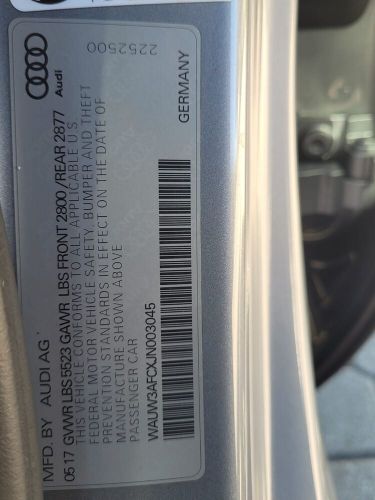 MFD. BY AUDI AG
05 17 GVWR LBS 5523 GAWR LBS FRONT 2800 / REAR 2877
THIS VEHICLE CONFORMS TO ALL APPLICABLE U.S.
FEDERAL MOTOR VEHICLE SAFETY, BUMPER AND THEFT
PREVENTION STANDARDS IN EFFECT ON THE DATE OF
MANUFACTURE SHOWN ABOVE
PASSENGER CAR
WAUW3AFCXJN003045
GERMANY
Audi
2252500